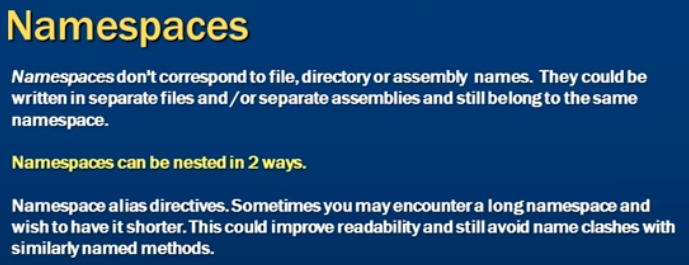 Namespaces
Namespaces don't correspond to file, directory or assembly names. They could be
written in separate files and/or separate assemblies and still belong to the same
namespace.
Namespaces can be nested in 2 ways.
Namespace alias directives. Sometimes you may encounter a long namespace and
wish to have it shorter. This could improve readability and still avoid name clashes with
similarly named methods.